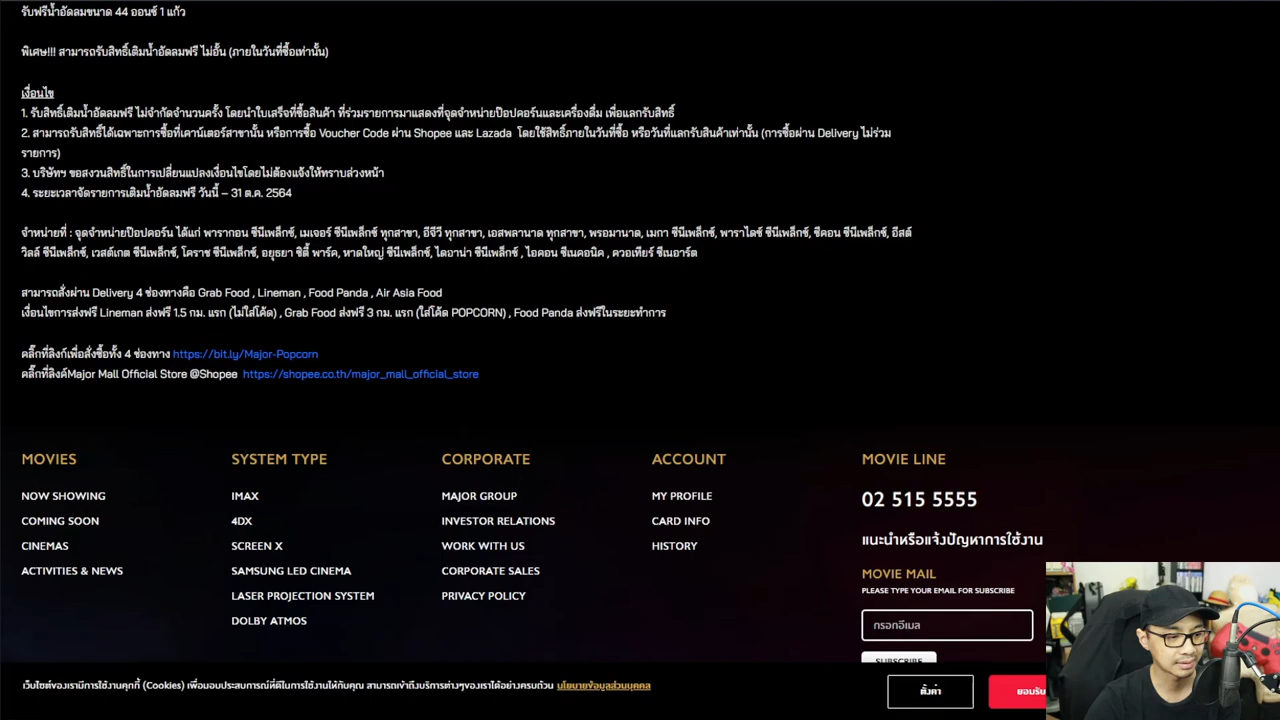 รับฟรีน้ำอัดลมขนาด 44 ออนซ์ 1 แก้ว
พิเศษ!!! สามารถรับสิทธิ์เติมน้ำอัดลมฟรี ไม่อั้น (ภายในวันที่ซื้อเท่านั้น)
เงื่อนไข
1. รับสิทธิ์เติมน้ำอัดลมฟรี ไม่จำกัดจำนวนครั้ง โดยนำใบเสร็จที่ซื้อสินค้า ที่ร่วมรายการมาแสดงที่จุดจำหน่ายป๊อปคอร์นและเครื่องดื่ม เพื่อแลกรับสิทธิ์
2. สามารถรับสิทธิ์ได้เฉพาะการซื้อที่เคาน์เตอร์สาขานั้น หรือการซื้อ Voucher Code ผ่าน Shopee และ Lazada โดยใช้สิทธิ์ภายในวันที่ซื้อ หรือวันที่แลกรับสินค้าเท่านั้น (การซื้อผ่าน Delivery ไม่ร่วม
รายการ)
3. บริษัทฯ ขอสงวนสิทธิ์ในการเปลี่ยนแปลงเงื่อนไขโดยไม่ต้องแจ้งให้ทราบล่วงหน้า
4. ระยะเวลาจัดรายการเติมน้ำอัดลมฟรี วันนี้ – 31 ต.ค. 2564
จำหน่ายที่ : จุดจำหน่ายป๊อปคอร์น ได้แก่ พารากอน ซีนีเพล็กซ์, เมเจอร์ ซีนีเพล็กซ์ ทุกสาขา, อีจีวี ทุกสาขา, เอสพลานาด ทุกสาขา, พรอมานาด, เมกา ซีนีเพล็กซ์, พาราไดซ์ ซีนีเพล็กซ์, ซีคอน ซีนีเพล็กซ์, อีสต์
วิลล์ ซีนีเพล็กซ์, เวสต์เกต ซีนีเพล็กซ์, โคราช ซีนีเพล็กซ์, อยุธยา ซิตี้ พาร์ค, หาดใหญ่ ซีนีเพล็กซ์, ไดอาน่า ซีนีเพล็กซ์ , ไอคอน ซีเนคอนิค , ควอเทียร์ ซีเนอาร์ต
สามารถสั่งผ่าน Delivery 4 ช่องทางคือ Grab Food , Lineman , Food Panda , Air Asia Food
เงื่อนไขการส่งฟรี Lineman ส่งฟรี 1.5 กม. แรก (ไม่ใส่โค้ด) , Grab Food ส่งฟรี 3 กม. แรก (ใส่โค้ด POPCORN) , Food Panda ส่งฟรีในระยะทำการ
คลิ๊กที่ลิงก์เพื่อสั่งซื้อทั้ง 4 ช่องทาง https://bit.ly/Major-Popcorn
คลิ๊กที่ลิงค์Major Mall Official Store @Shopee https://shopee.co.th/major_mall_official_store
MOVIES
NOW SHOWING
COMING SOON
CINEMAS
ACTIVITIES & NEWS
SYSTEM TYPE
IMAX
4DX
SCREEN X
SAMSUNG LED CINEMA
LASER PROJECTION SYSTEM
DOLBY ATMOS
CORPORATE
MAJOR GROUP
INVESTOR RELATIONS
WORK WITH US
CORPORATE SALES
PRIVACY POLICY
ACCOUNT
MY PROFILE
CARD INFO
HISTORY
MOVIE LINE
02 515 5555
แนะนำหรือแจ้งปัญหาการใช้งาน
MOVIE MAIL
PLEASE TYPE YOUR EMAIL FOR SUBSCRIBE
กรอกอีเมล
SUBSCRIBE
เว็บไซต์ของเรามีการใช้งานคุกกี้ (Cookies) เพื่อมอบประสบการณ์ที่ดีในการใช้งานให้กับคุณ สามารถเข้าถึงบริการต่างๆของเราได้อย่างครบถ้วน นโยบายข้อมูลส่วนบุคคล
ตั้งค่า
ยอมรับ